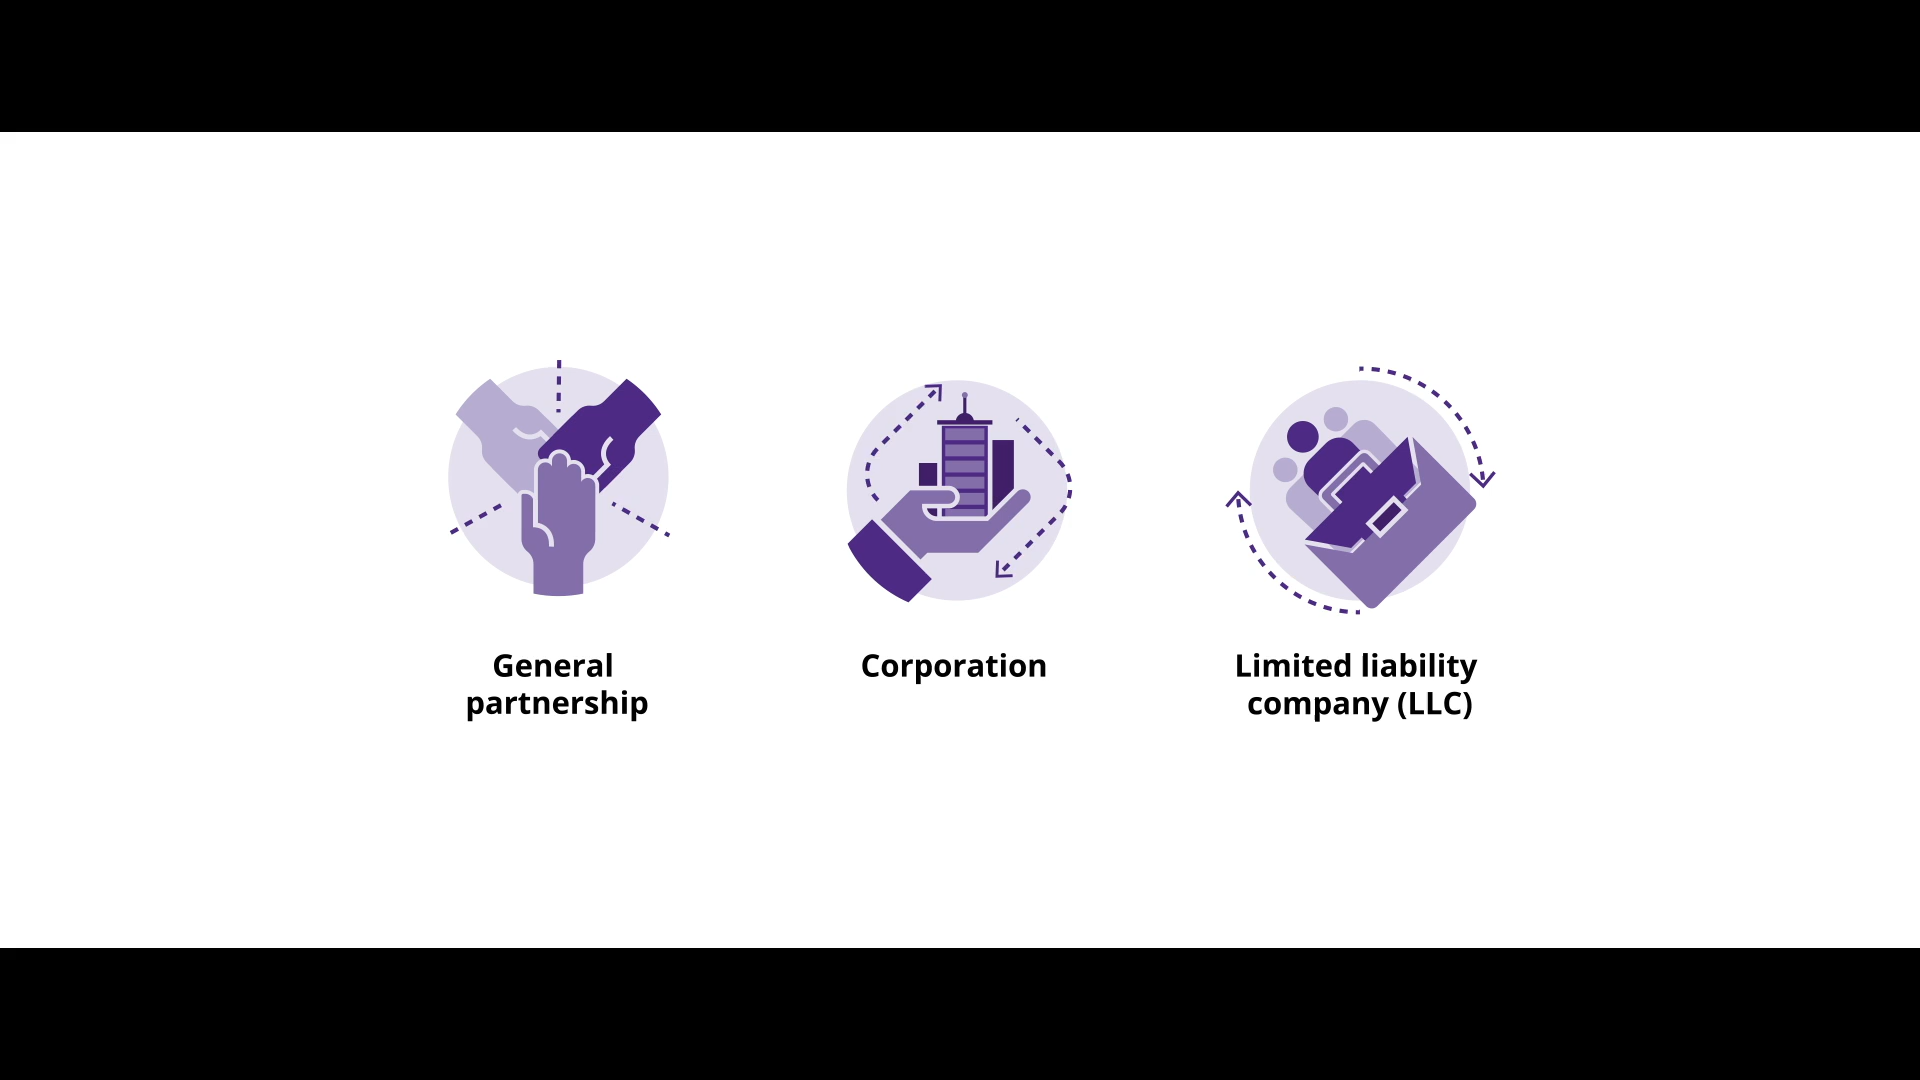 General
partnership
Corporation
Limited liability
company (LLC)